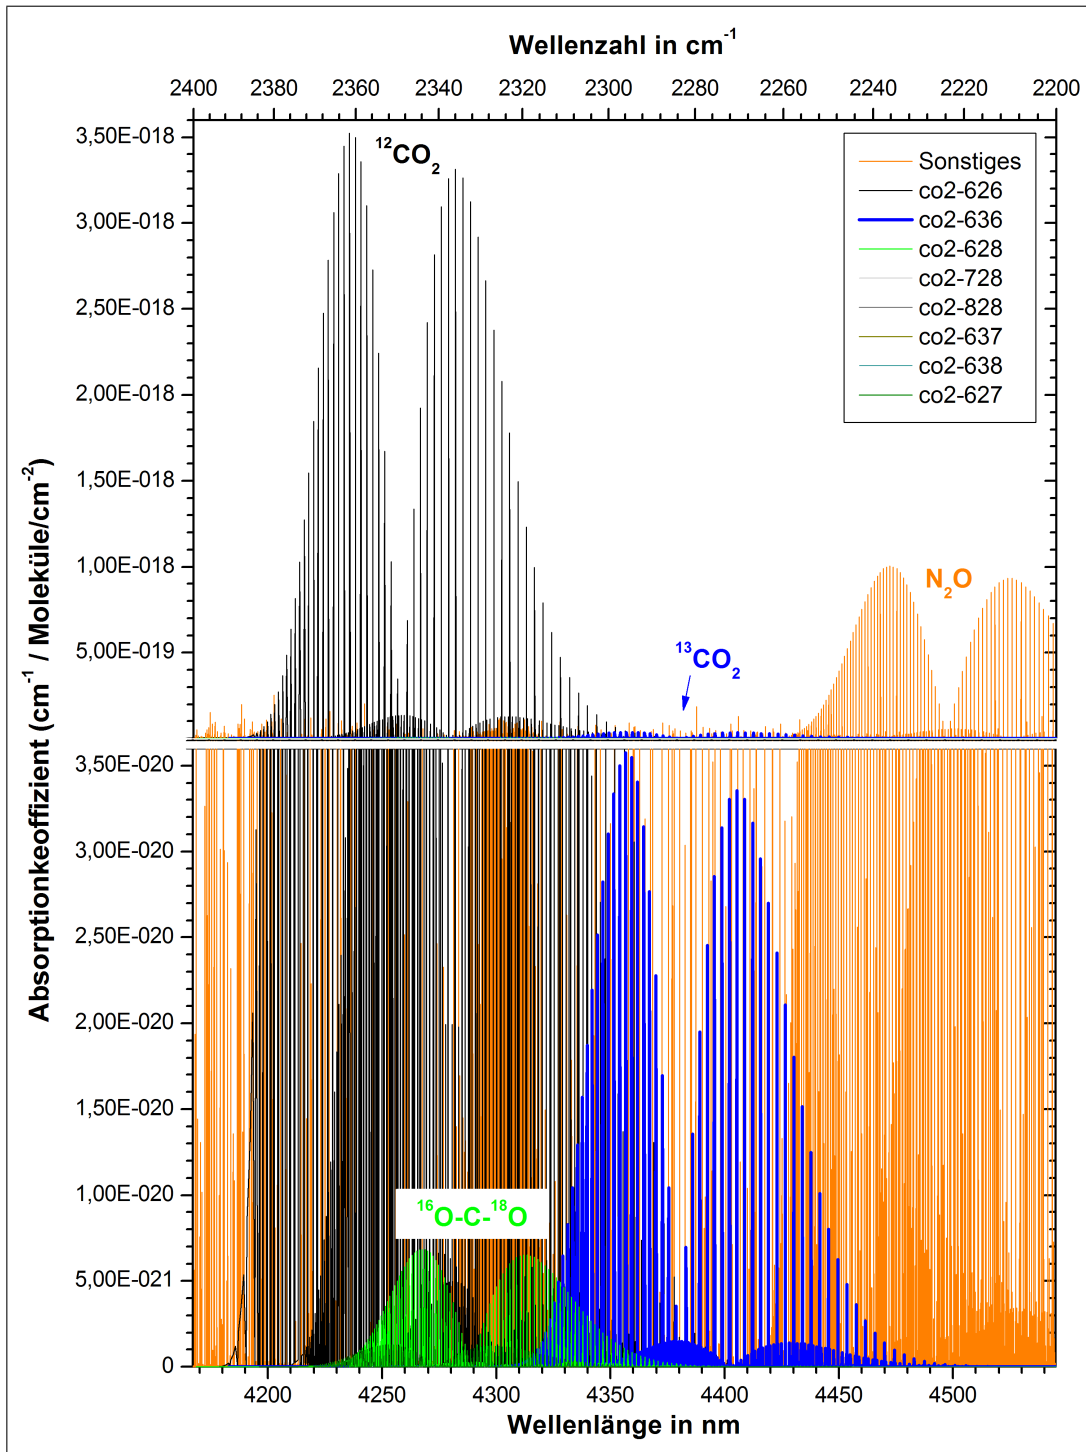 Wellenzahl in cm⁻¹
2400 2380 2360 2340 2320 2300 2280 2260 2240 2220 2200
3,50E-018
3,00E-018
2,50E-018
2,00E-018
1,50E-018
1,00E-018
5,00E-019
¹²CO₂
Sonstiges
co2-626
co2-636
co2-628
co2-728
co2-828
co2-637
co2-638
co2-627
N₂O
¹³CO₂
Absorptionkeoffizient (cm⁻¹ / Moleküle/cm⁻²)
3,50E-020
3,00E-020
2,50E-020
2,00E-020
1,50E-020
1,00E-020
5,00E-021
0
¹⁶O-C-¹⁸O
4200 4250 4300 4350 4400 4450 4500
Wellenlänge in nm